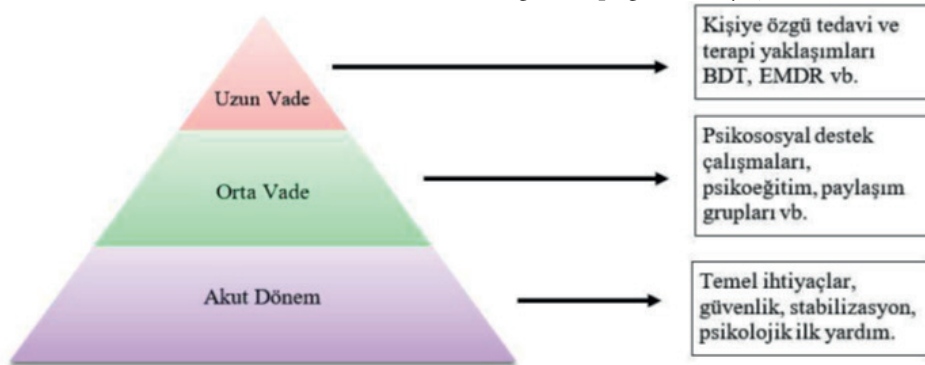 Uzun Vade
Kişiye özgü tedavi ve
terapi yaklaşımları
BDT, EMDR vb.
Orta Vade
Psikososyal destek
çalışmaları,
psikoeğitim, paylaşım
grupları vb.
Akut Dönem
Temel ihtiyaçlar,
güvenlik, stabilizasyon,
psikolojik ilk yardım.